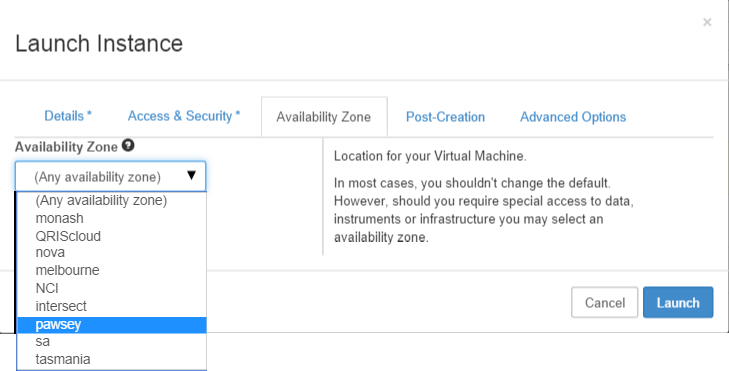 ×
Launch Instance
Details *
Access & Security *
Availability Zone
Post-Creation
Advanced Options
Availability Zone ?
(Any availability zone)
(Any availability zone)
monash
QRIScloud
nova
melbourne
NCI
intersect
pawsey
sa
tasmania
Location for your Virtual Machine.
In most cases, you shouldn't change the default.
However, should you require special access to data,
instruments or infrastructure you may select an
availability zone.
Cancel
Launch